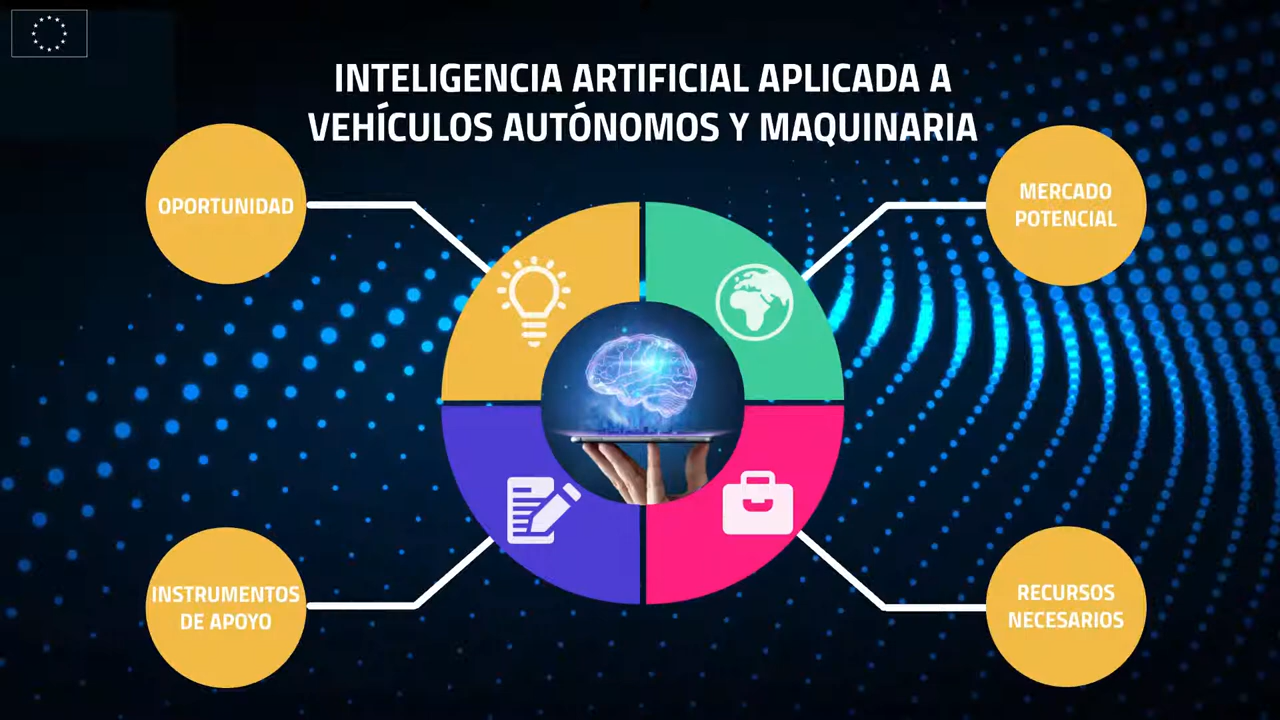 INTELIGENCIA ARTIFICIAL APLICADA A
VEHÍCULOS AUTÓNOMOS Y MAQUINARIA
OPORTUNIDAD
MERCADO
POTENCIAL
INSTRUMENTOS
DE APOYO
RECURSOS
NECESARIOS